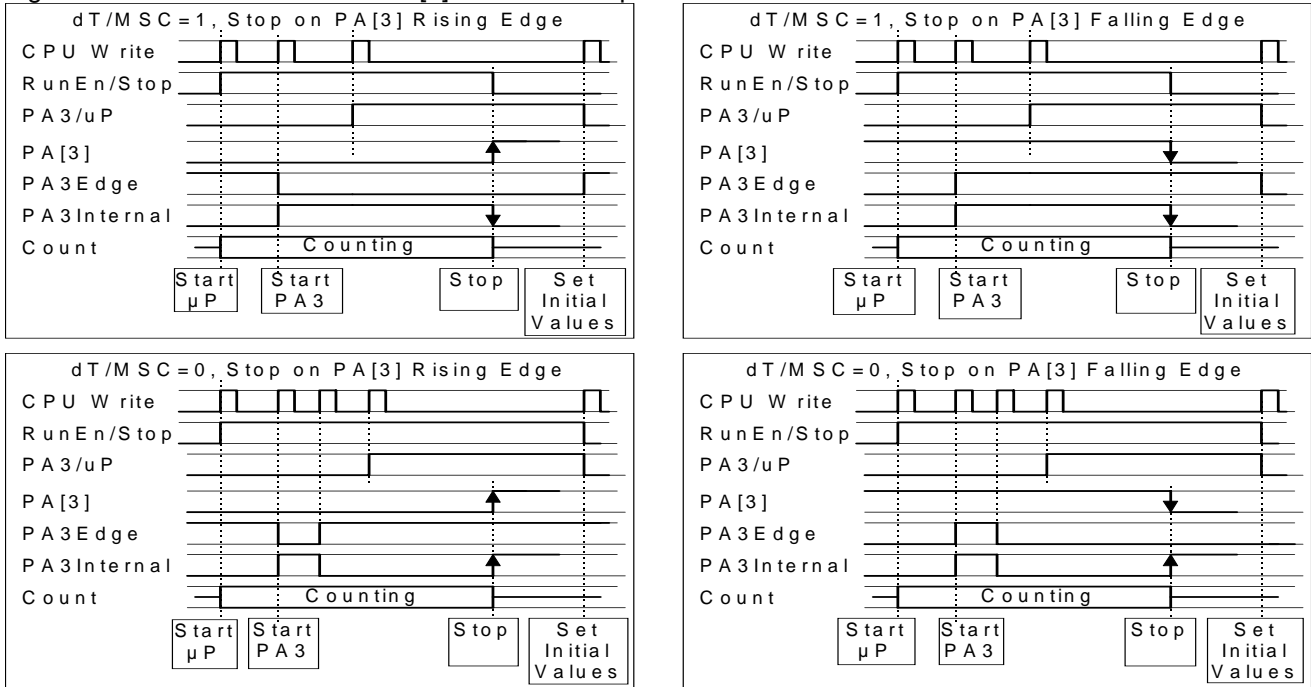 dT/MSC=1, Stop on PA[3] Rising Edge
CPU Write
RunEn/Stop
PA3/uP
PA[3]
PA3Edge
PA3Internal
Count
Counting
Start
µP
Start
PA3
Stop
Set
Initial
Values
dT/MSC=1, Stop on PA[3] Falling Edge
CPU Write
RunEn/Stop
PA3/uP
PA[3]
PA3Edge
PA3Internal
Count
Counting
Start
µP
Start
PA3
Stop
Set
Initial
Values
dT/MSC=0, Stop on PA[3] Rising Edge
CPU Write
RunEn/Stop
PA3/uP
PA[3]
PA3Edge
PA3Internal
Count
Counting
Start
µP
Start
PA3
Stop
Set
Initial
Values
dT/MSC=0, Stop on PA[3] Falling Edge
CPU Write
RunEn/Stop
PA3/uP
PA[3]
PA3Edge
PA3Internal
Count
Counting
Start
µP
Start
PA3
Stop
Set
Initial
Values